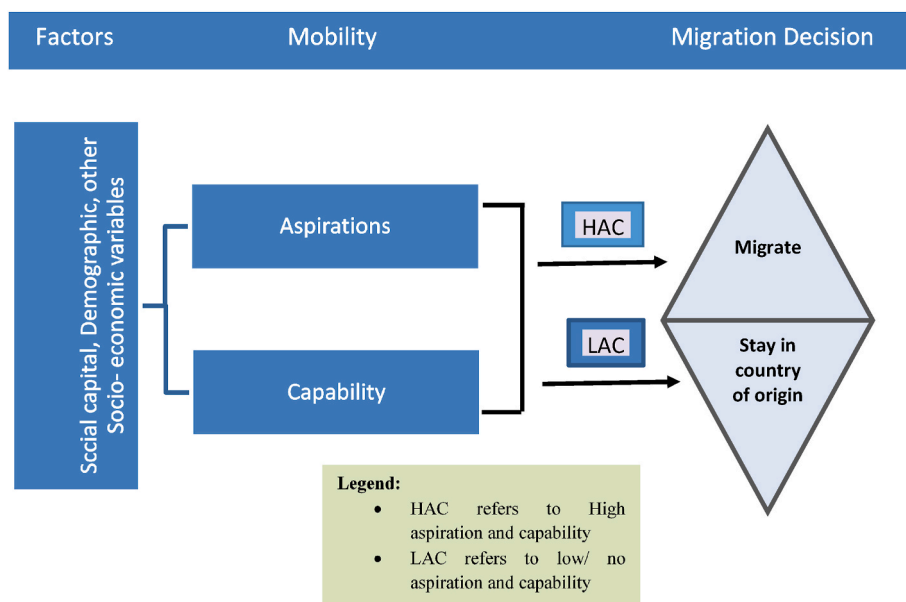 Factors
Mobility
Migration Decision
Sccial capital, Demographic, other
Socio- economic variables
Aspirations
Capability
HAC
LAC
Migrate
Stay in
country
of origin
Legend:
• HAC refers to High
aspiration and capability
• LAC refers to low/ no
aspiration and capability